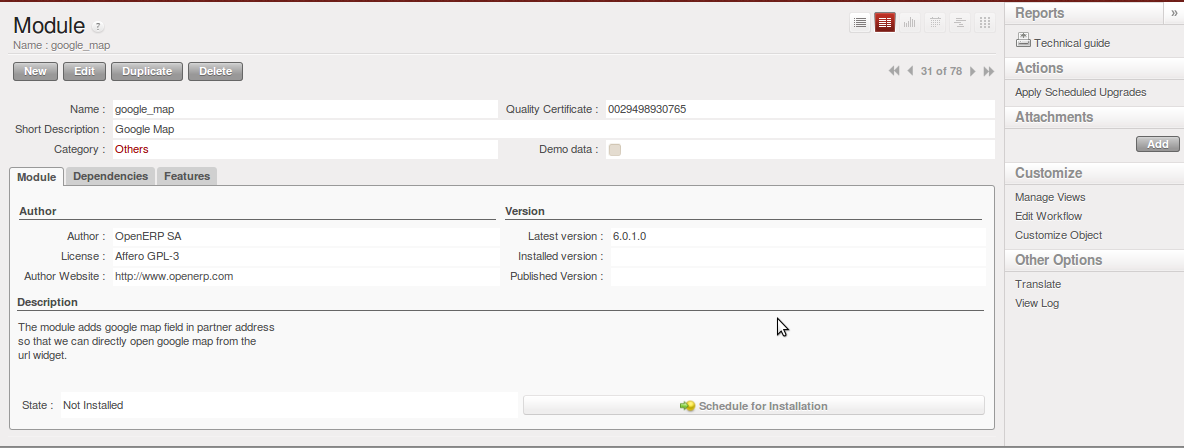 Module ?
Name : google_map
New Edit Duplicate Delete
31 of 78
Name : google_map Quality Certificate : 0029498930765
Short Description : Google Map
Category : Others Demo data :
Module Dependencies Features
Author Version
Author : OpenERP SA Latest version : 6.0.1.0
License : Affero GPL-3 Installed version :
Author Website : http://www.openerp.com Published Version :
Description
The module adds google map field in partner address
so that we can directly open google map from the
url widget.
State : Not Installed Schedule for Installation
Reports »
Technical guide
Actions
Apply Scheduled Upgrades
Attachments
Add
Customize
Manage Views
Edit Workflow
Customize Object
Other Options
Translate
View Log